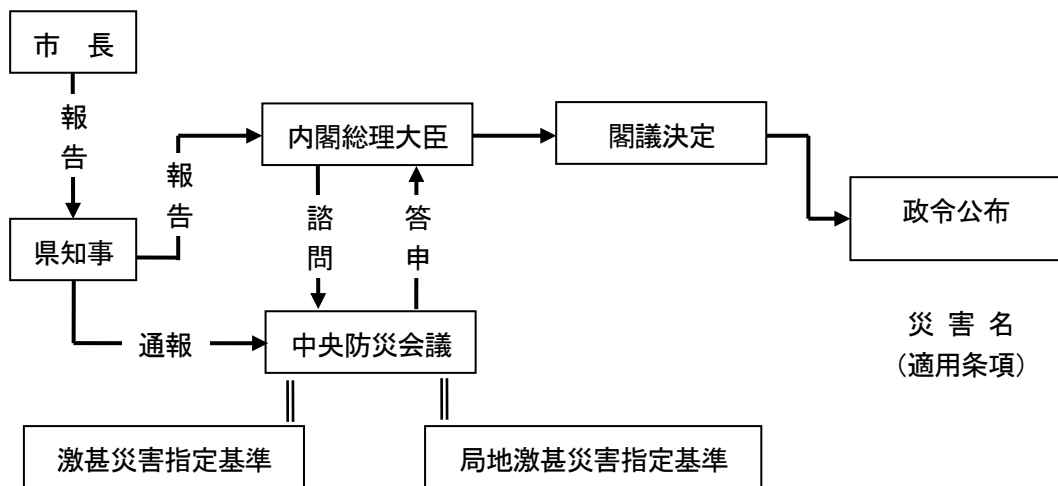 市　長
報告
県知事
報告
内閣総理大臣
閣議決定
政令公布
諮問
答申
通報
中央防災会議
災 害 名
（適用条項）
激甚災害指定基準
局地激甚災害指定基準